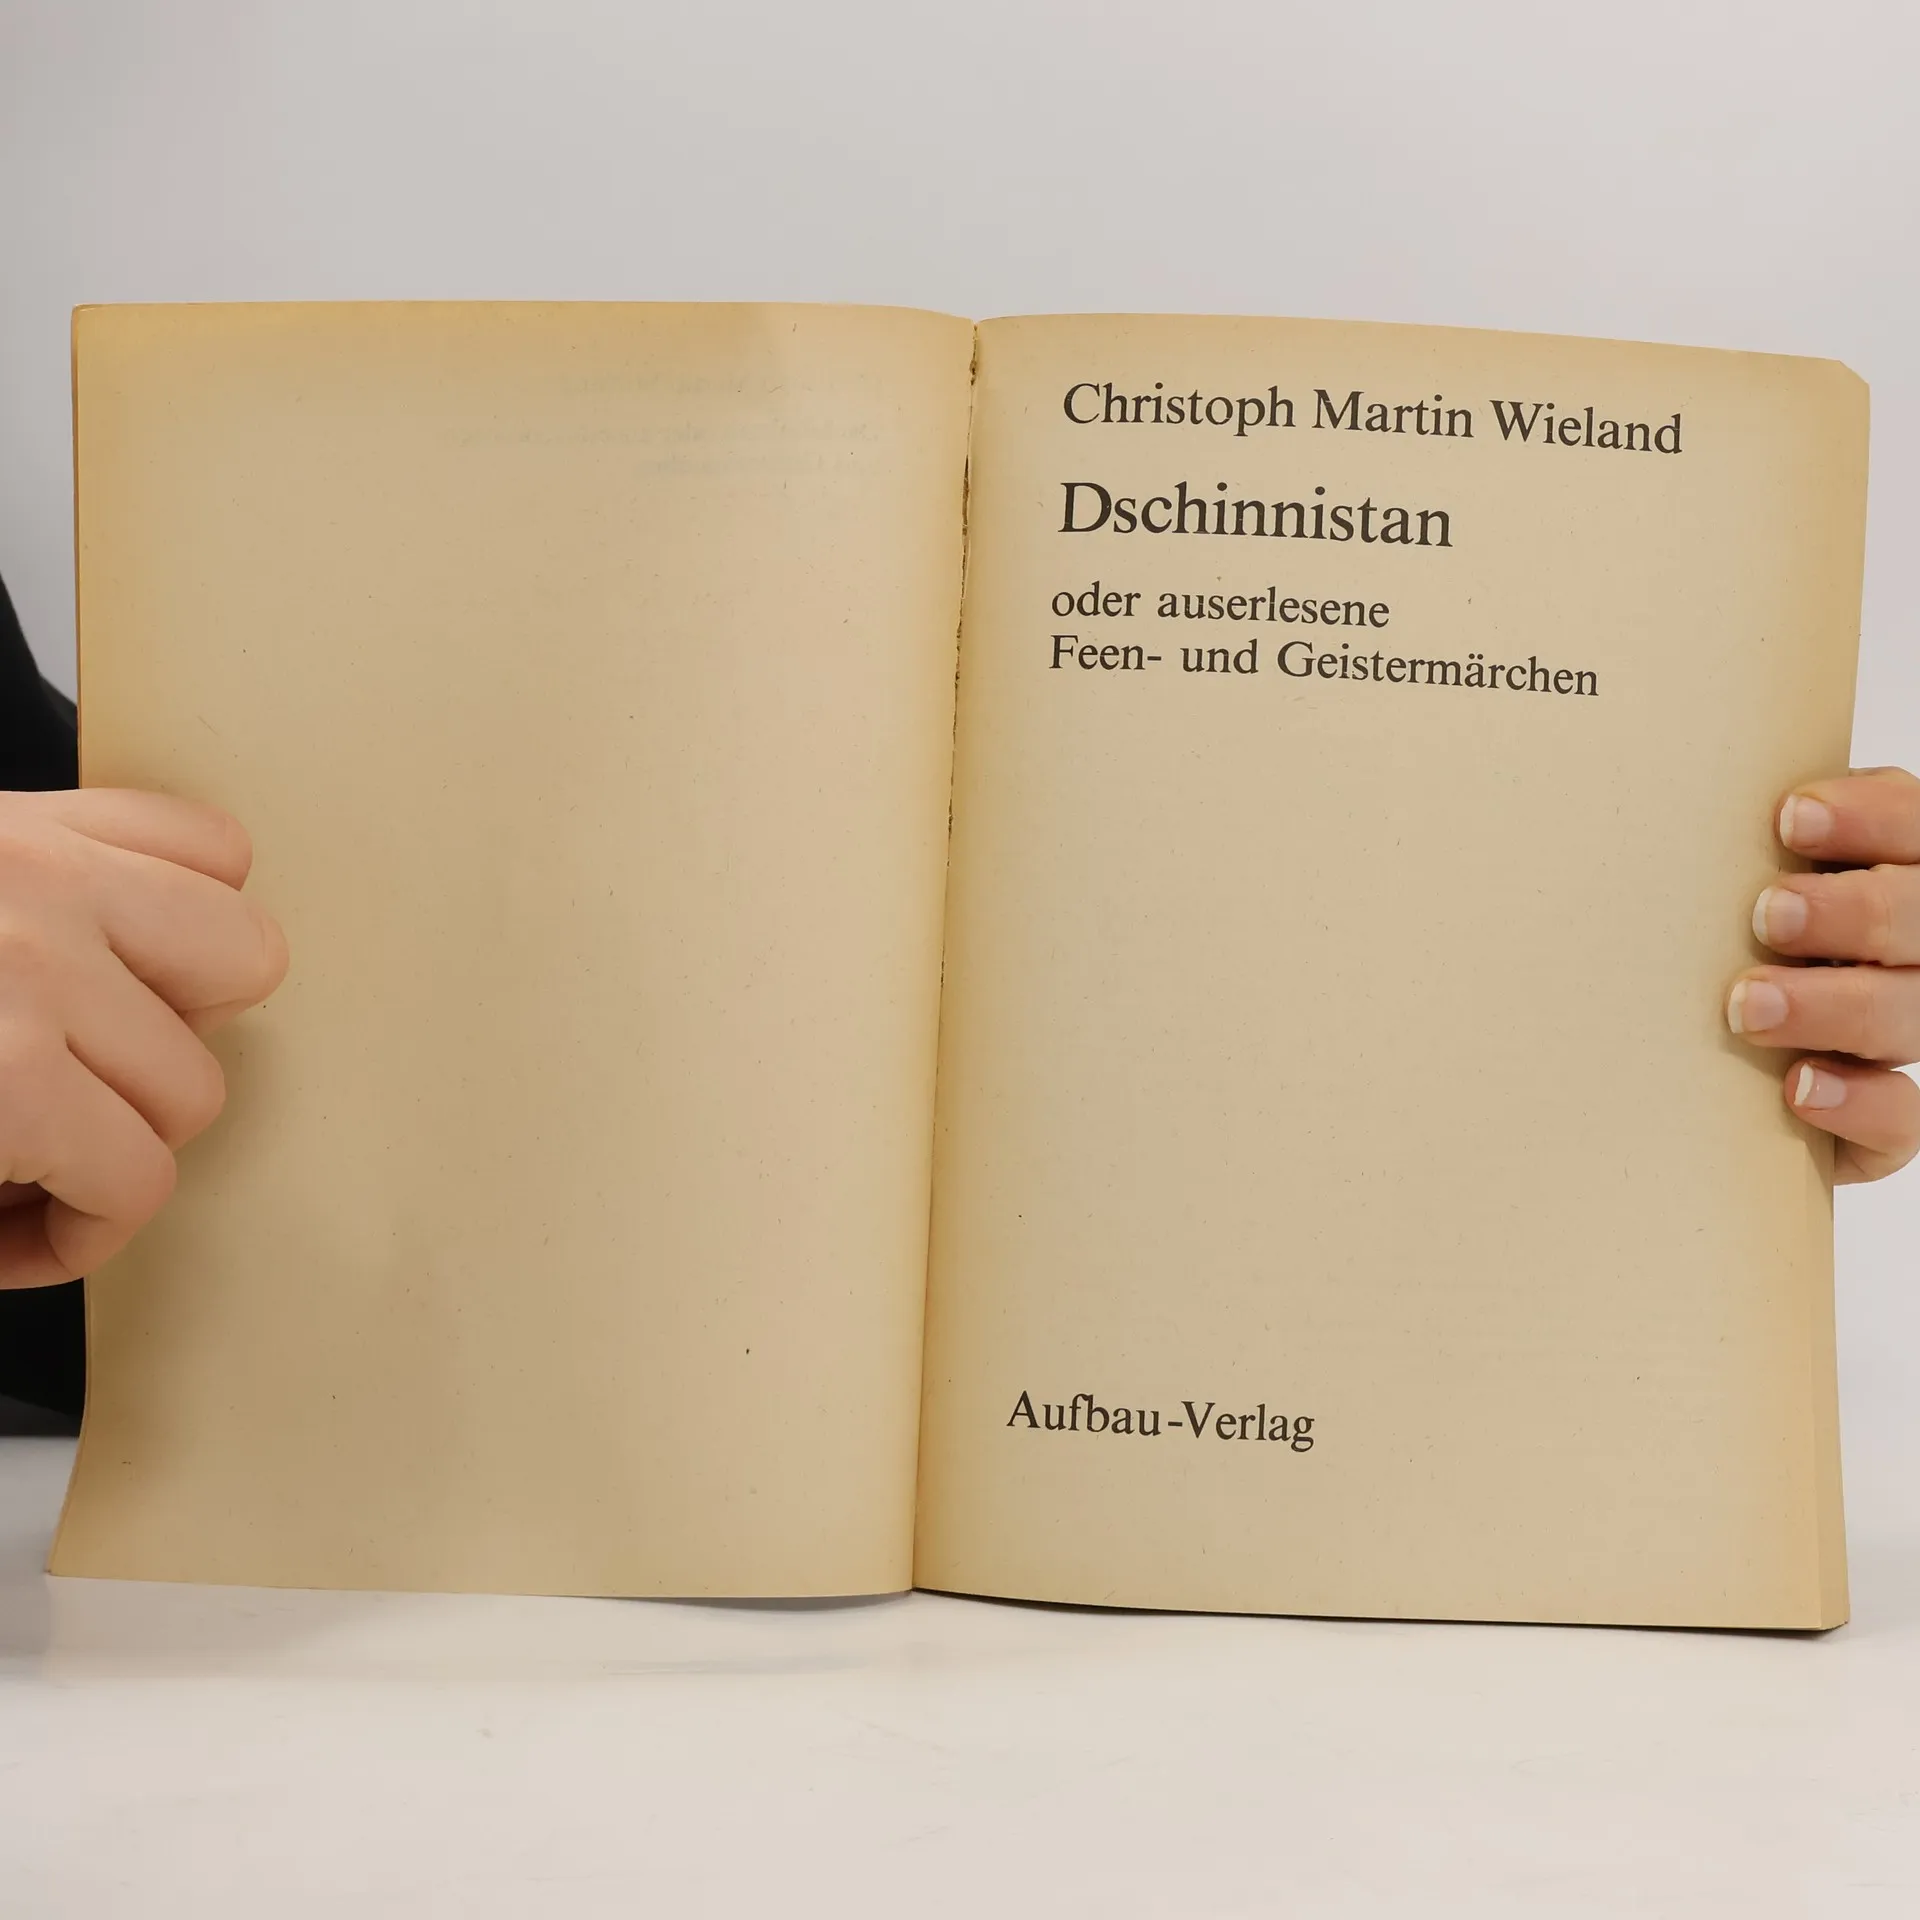 Christoph Martin Wieland
Dschinnistan
oder auserlesene
Feen- und Geistermärchen
Aufbau-Verlag